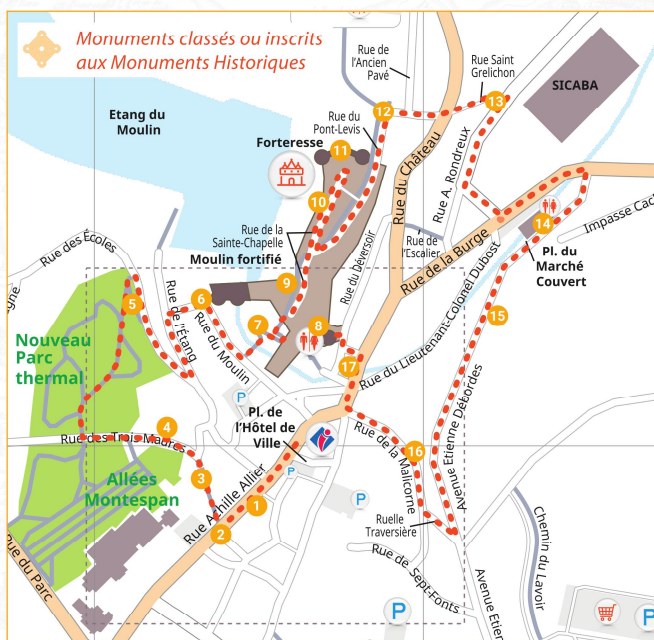 Monuments classés ou inscrits
aux Monuments Historiques
Rue de
l'Ancien
Pavé
Rue Saint
Grelichon
SICABA
13
12
Etang du
Moulin
Rue du
Pont-Levis
Forteresse
11
10
Rue du Château
Rue A. Rondreux
14
Impasse Cach
Rue de la
Sainte-Chapelle
Moulin fortifié
Rue de
l'Escalier
Rue de la Burge
Pl. du
Marché
Couvert
Rue des Écoles
Rue du Déversoir
9
agne
5
6
Rue de l'Étang
Rue du Moulin
7
8
15
Rue du Lieutenant-Colonel Dubost
Nouveau
Parc
thermal
17
P
Pl. de
l'Hôtel de
Ville
Avenue Etienne Débordes
4
Rue des Trois Maures
Rue de la Malicorne
16
3
P
Allées
Montespan
Rue Achille Allier
1
P
2
Ruelle
Traversière
Chemin du Lavoir
Rue du Parc
Rue de Sept-Fonts
Avenue Etier
P
P